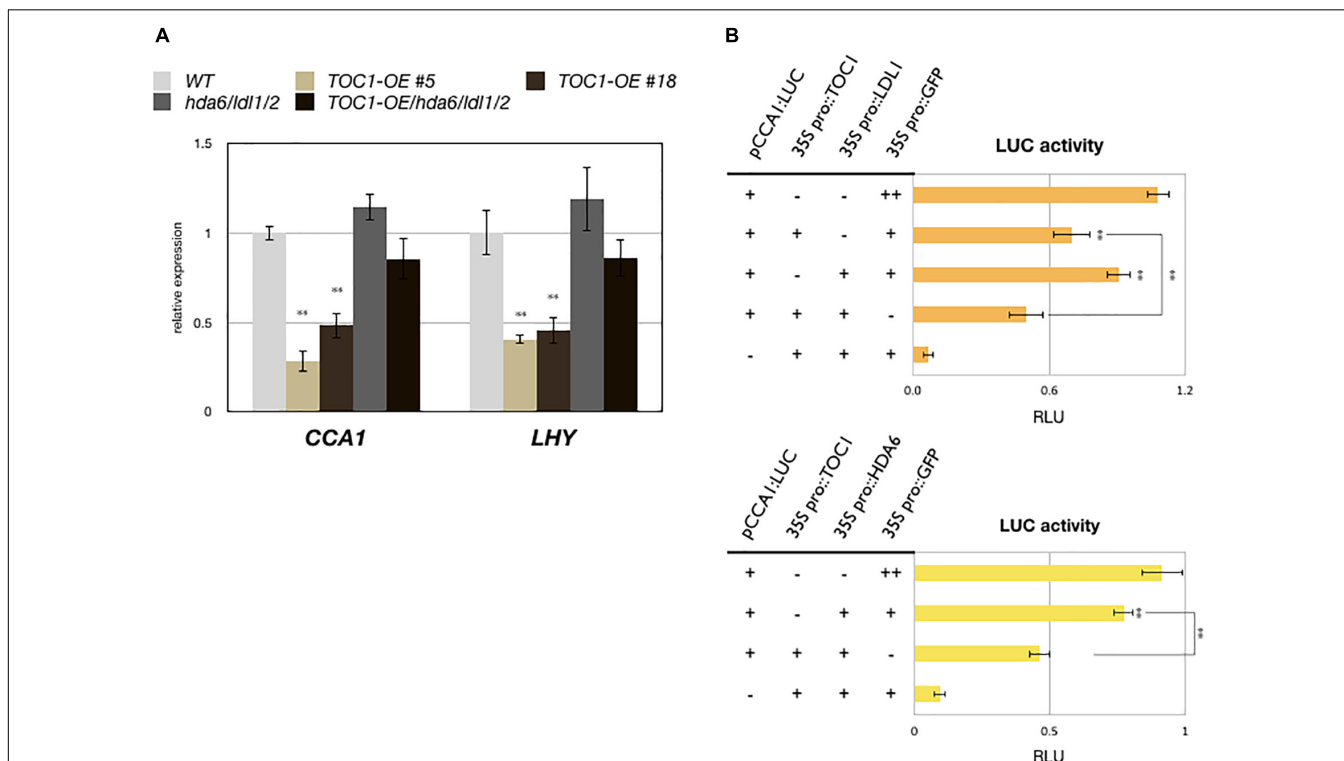 A
WT TOC1-OE #5 TOC1-OE #18
hda6/ldl1/2 TOC1-OE/hda6/ldl1/2
relative expression
1.5
1
0.5
0
** ** ** **
CCA1 LHY
B
pCCA1:LUC 35S pro::TOC1 35S pro::LDL1 35S pro::GFP
LUC activity
+ - - ++
+ + - + **
+ - + + ** **
+ + + -
- + + +
0.0 0.6 1.2
RLU
pCCA1:LUC 35S pro::TOC1 35S pro::HDA6 35S pro::GFP
LUC activity
+ - - ++
+ - + + ** **
+ + + -
- + + +
0 0.5 1
RLU